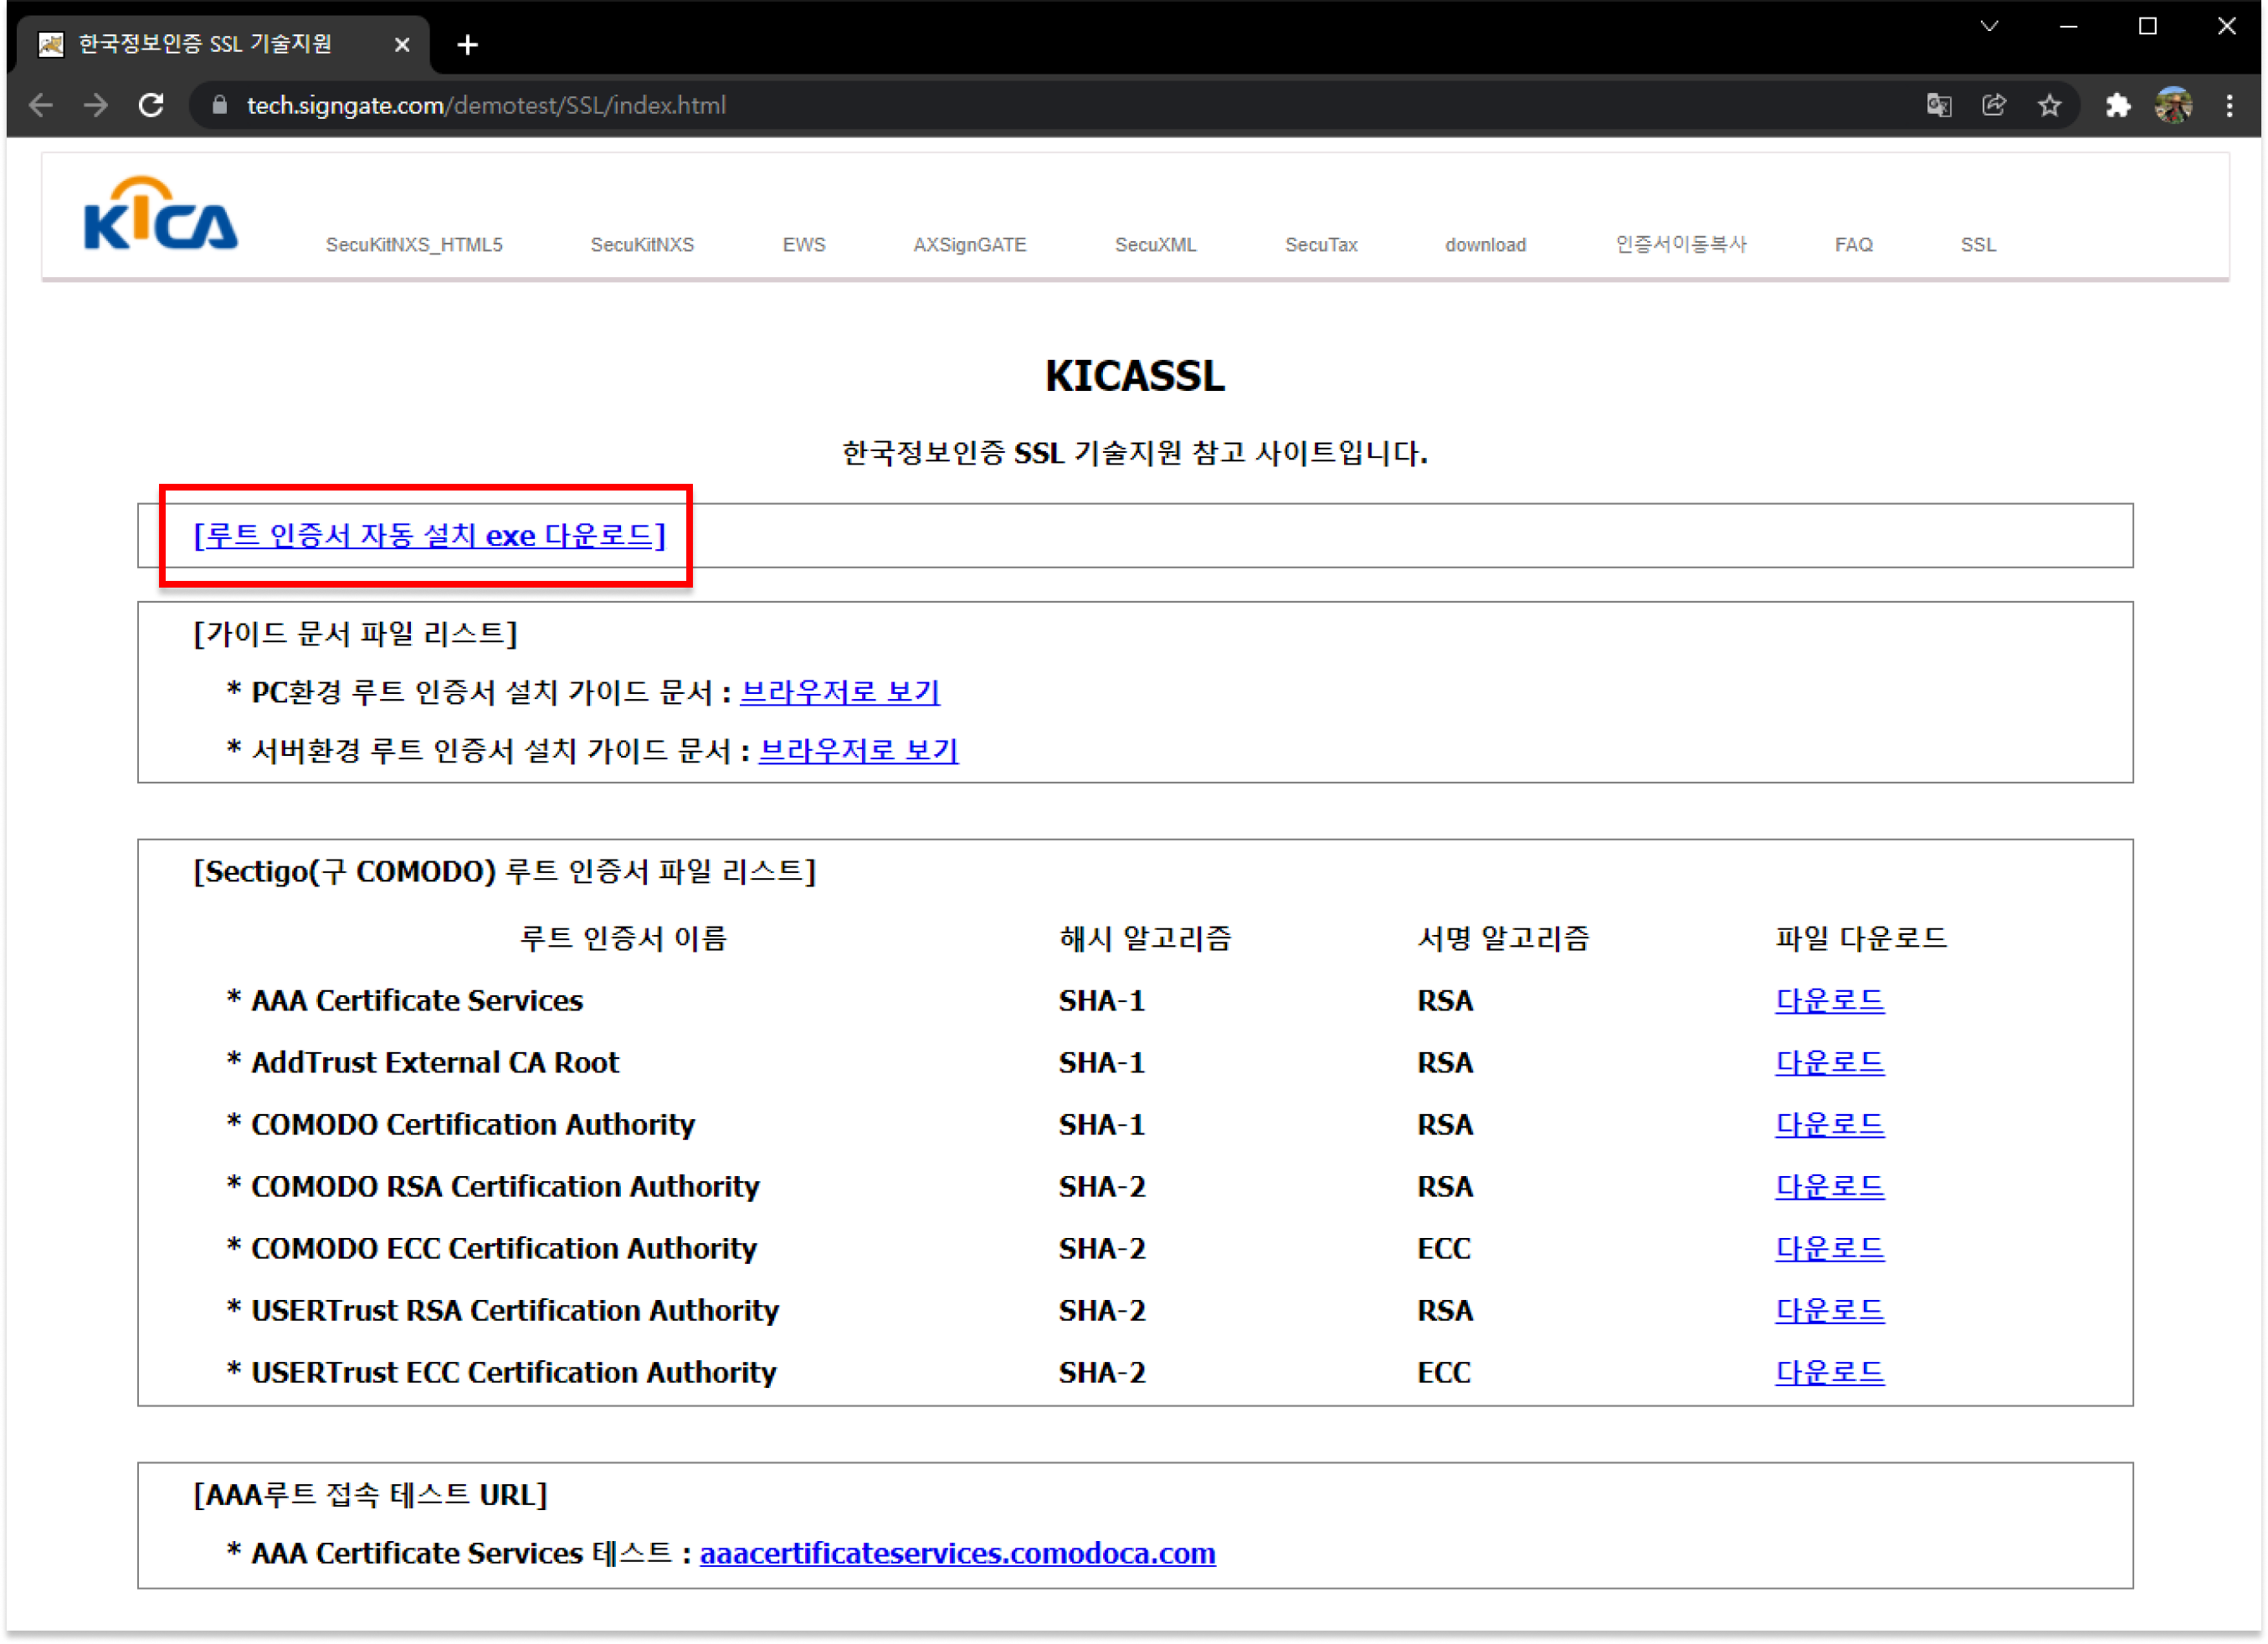 한국정보인증 SSL 기술지원
tech.signgate.com/demotest/SSL/index.html
KICA
SecuKitNXS_HTML5 SecuKitNXS EWS AXSignGATE SecuXML SecuTax download 인증서이동복사 FAQ SSL
KICASSL
한국정보인증 SSL 기술지원 참고 사이트입니다.
[루트 인증서 자동 설치 exe 다운로드]
[가이드 문서 파일 리스트]
* PC환경 루트 인증서 설치 가이드 문서 : 브라우저로 보기
* 서버환경 루트 인증서 설치 가이드 문서 : 브라우저로 보기
[Sectigo(구 COMODO) 루트 인증서 파일 리스트]
루트 인증서 이름 해시 알고리즘 서명 알고리즘 파일 다운로드
* AAA Certificate Services SHA-1 RSA 다운로드
* AddTrust External CA Root SHA-1 RSA 다운로드
* COMODO Certification Authority SHA-1 RSA 다운로드
* COMODO RSA Certification Authority SHA-2 RSA 다운로드
* COMODO ECC Certification Authority SHA-2 ECC 다운로드
* USERTrust RSA Certification Authority SHA-2 RSA 다운로드
* USERTrust ECC Certification Authority SHA-2 ECC 다운로드
[AAA루트 접속 테스트 URL]
* AAA Certificate Services 테스트 : aaacertificateservices.comodoca.com